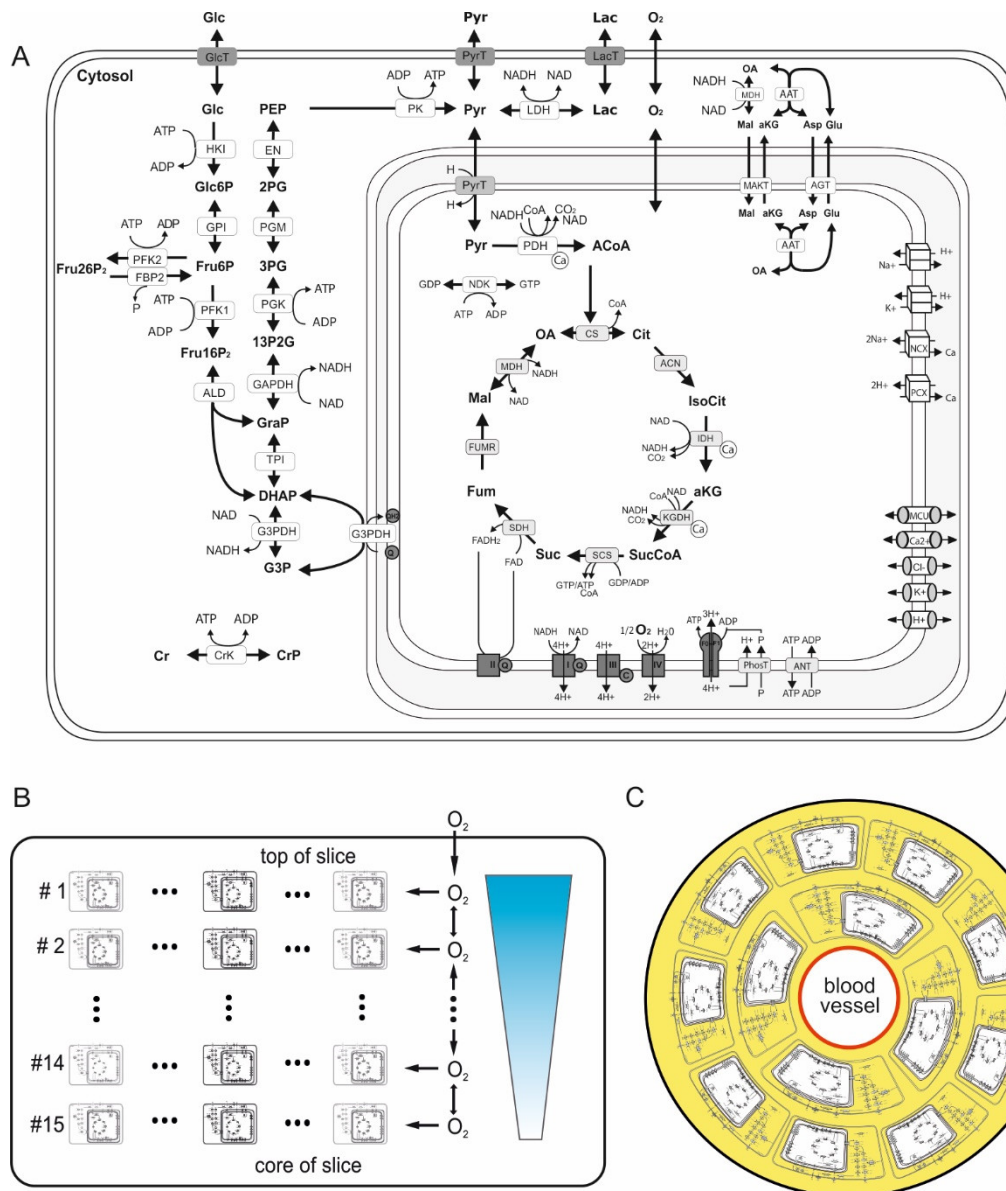 A
Glc
Pyr
Lac
O2
GlcT
PyrT
LacT
Cytosol
Glc
PEP
ADP
ATP
PK
Pyr
NADH
NAD
LDH
Lac
O2
OA
NADH
MDH
NAD
AAT
Mal
aKG
Asp
Glu
ATP
HKI
ADP
EN
Glc6P
2PG
H
PyrT
H
MAKT
AGT
Mal
aKG
Asp
Glu
AAT
OA
ATP
ADP
GPI
PGM
PFK2
FBP2
Fru26P2
Fru6P
3PG
P
PFK1
ATP
ADP
PGK
ATP
ADP
Fru16P2
13P2G
ALD
GAPDH
NADH
NAD
GraP
TPI
DHAP
NAD
G3PDH
NADH
G3P
G3PDH
QH2
Q
ATP
ADP
Cr
CrK
CrP
Pyr
NADH
CoA
CO2
NAD
PDH
Ca
ACoA
GDP
NDK
GTP
ATP
ADP
OA
CS
CoA
Cit
ACN
IsoCit
NAD
IDH
Ca
NADH
CO2
aKG
CoA
NAD
KGDH
Ca
NADH
CO2
SucCoA
SCS
GTP/ATP
CoA
GDP/ADP
Suc
SDH
FADH2
FAD
Fum
FUMR
Mal
MDH
NADH
NAD
H+
Na+
H+
K+
2Na+
NCX
Ca
2H+
PCX
Ca
MCU
Ca2+
Cl-
K+
H+
II
Q
NADH
NAD
4H+
I
Q
4H+
4H+
III
C
4H+
1/2 O2
H20
2H+
IV
2H+
3H+
ATP
ADP
4H+
H+
P
PhosT
P
ATP
ADP
ANT
ATP
ADP
B
O2
top of slice
# 1
O2
# 2
O2
#14
O2
#15
O2
core of slice
C
blood
vessel